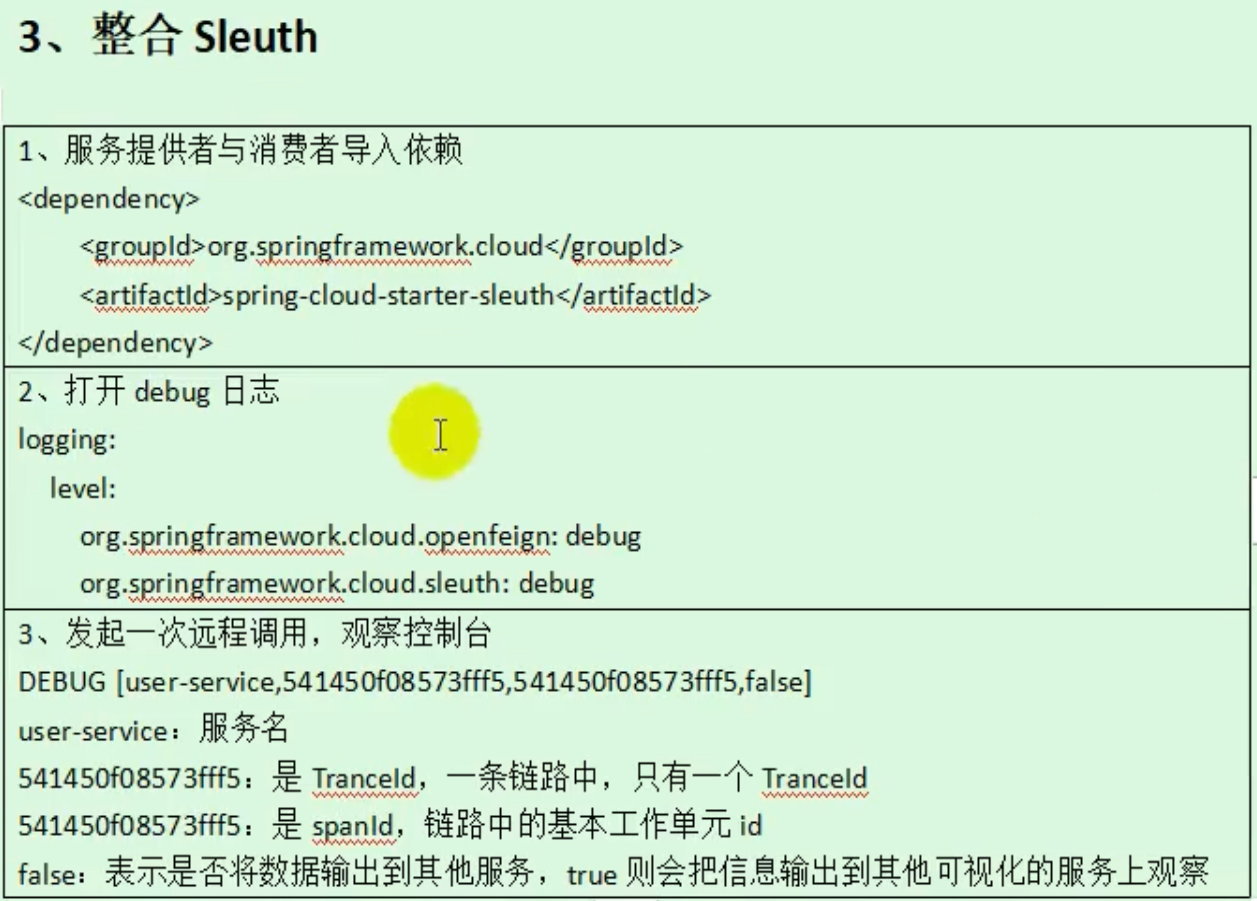 3、整合 Sleuth
1、服务提供者与消费者导入依赖
<dependency>
<groupId>org.springframework.cloud</groupId>
<artifactId>spring-cloud-starter-sleuth</artifactId>
</dependency>
2、打开 debug 日志
logging:
level:
org.springframework.cloud.openfeign: debug
org.springframework.cloud.sleuth: debug
3、发起一次远程调用，观察控制台
DEBUG [user-service,541450f08573fff5,541450f08573fff5,false]
user-service：服务名
541450f08573fff5：是 TranceId，一条链路中，只有一个 TranceId
541450f08573fff5：是 spanId，链路中的基本工作单元 id
false：表示是否将数据输出到其他服务，true 则会把信息输出到其他可视化的服务上观察